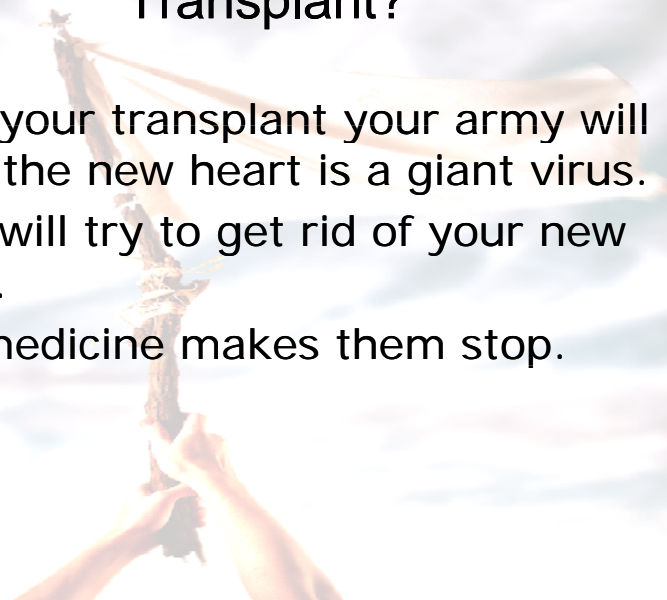 Transplant?
your transplant your army will
the new heart is a giant virus.
will try to get rid of your new
.
medicine makes them stop.